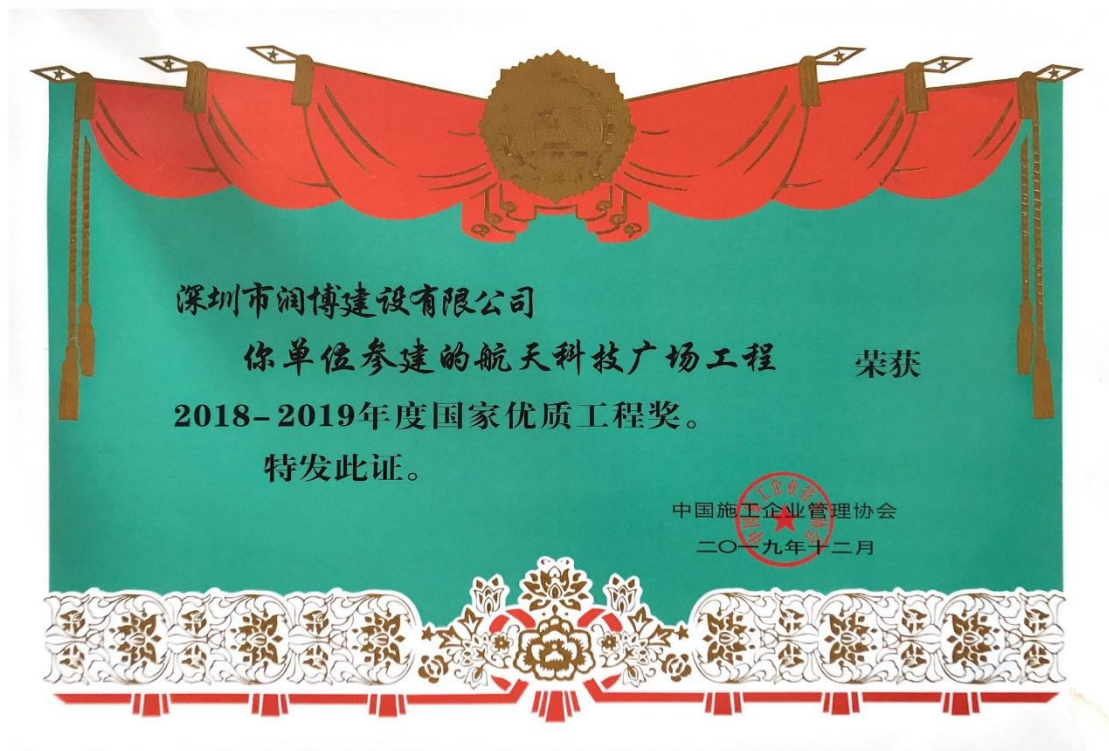 深圳市润博建设有限公司
你单位参建的航天科技广场工程 荣获
2018-2019年度国家优质工程奖。
特发此证。
中国施工企业管理协会
二〇一九年十二月